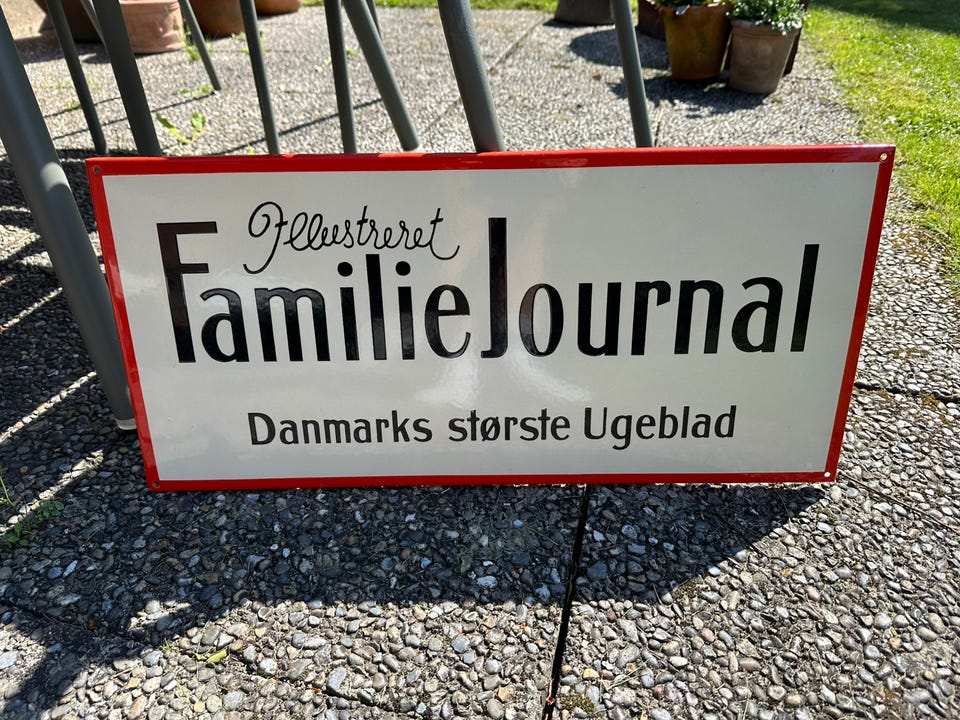 Illustreret
FamilieJournal
Danmarks største Ugeblad